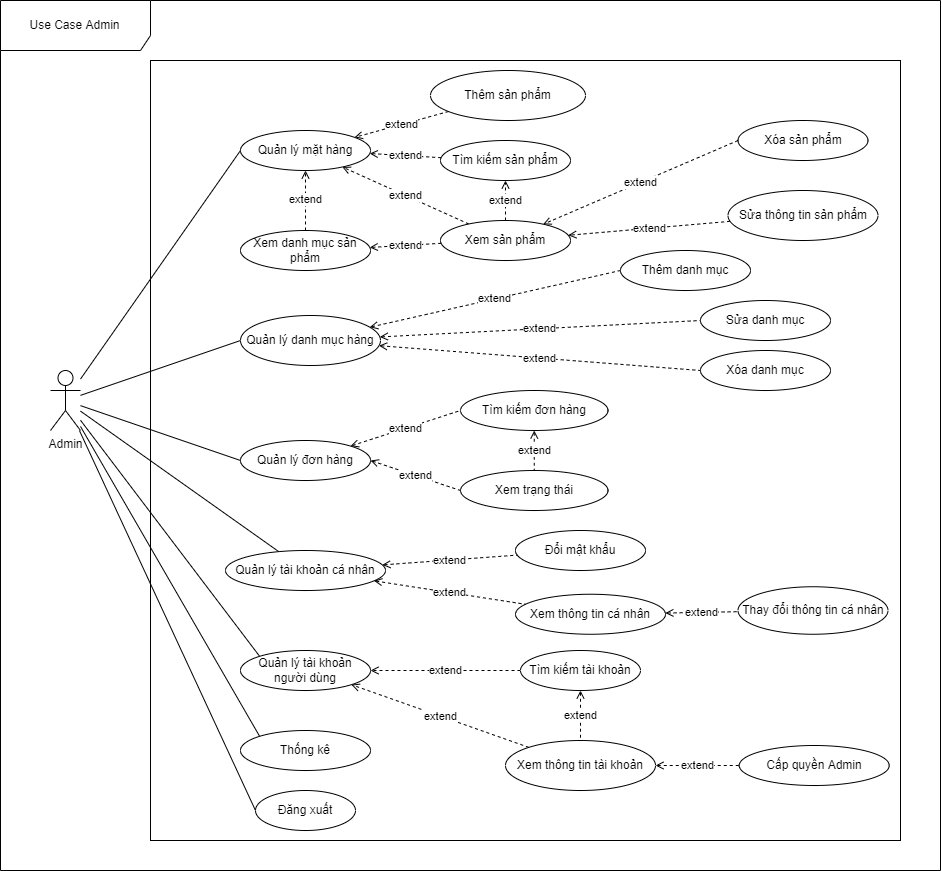 Use Case Admin
Thêm sản phẩm
extend
Quản lý mặt hàng
extend
Tìm kiếm sản phẩm
Xóa sản phẩm
extend
extend
extend
extend
Sửa thông tin sản phẩm
extend
Xem danh mục sản
phẩm
extend
Xem sản phẩm
Thêm danh mục
extend
Sửa danh mục
extend
Quản lý danh mục hàng
extend
Xóa danh mục
Admin
Tìm kiếm đơn hàng
extend
extend
Quản lý đơn hàng
extend
Xem trạng thái
Đổi mật khẩu
extend
Quản lý tài khoản cá nhân
extend
Xem thông tin cá nhân
extend
Thay đổi thông tin cá nhân
Quản lý tài khoản
người dùng
extend
Tìm kiếm tài khoản
extend
extend
Thống kê
Xem thông tin tài khoản
extend
Cấp quyền Admin
Đăng xuất